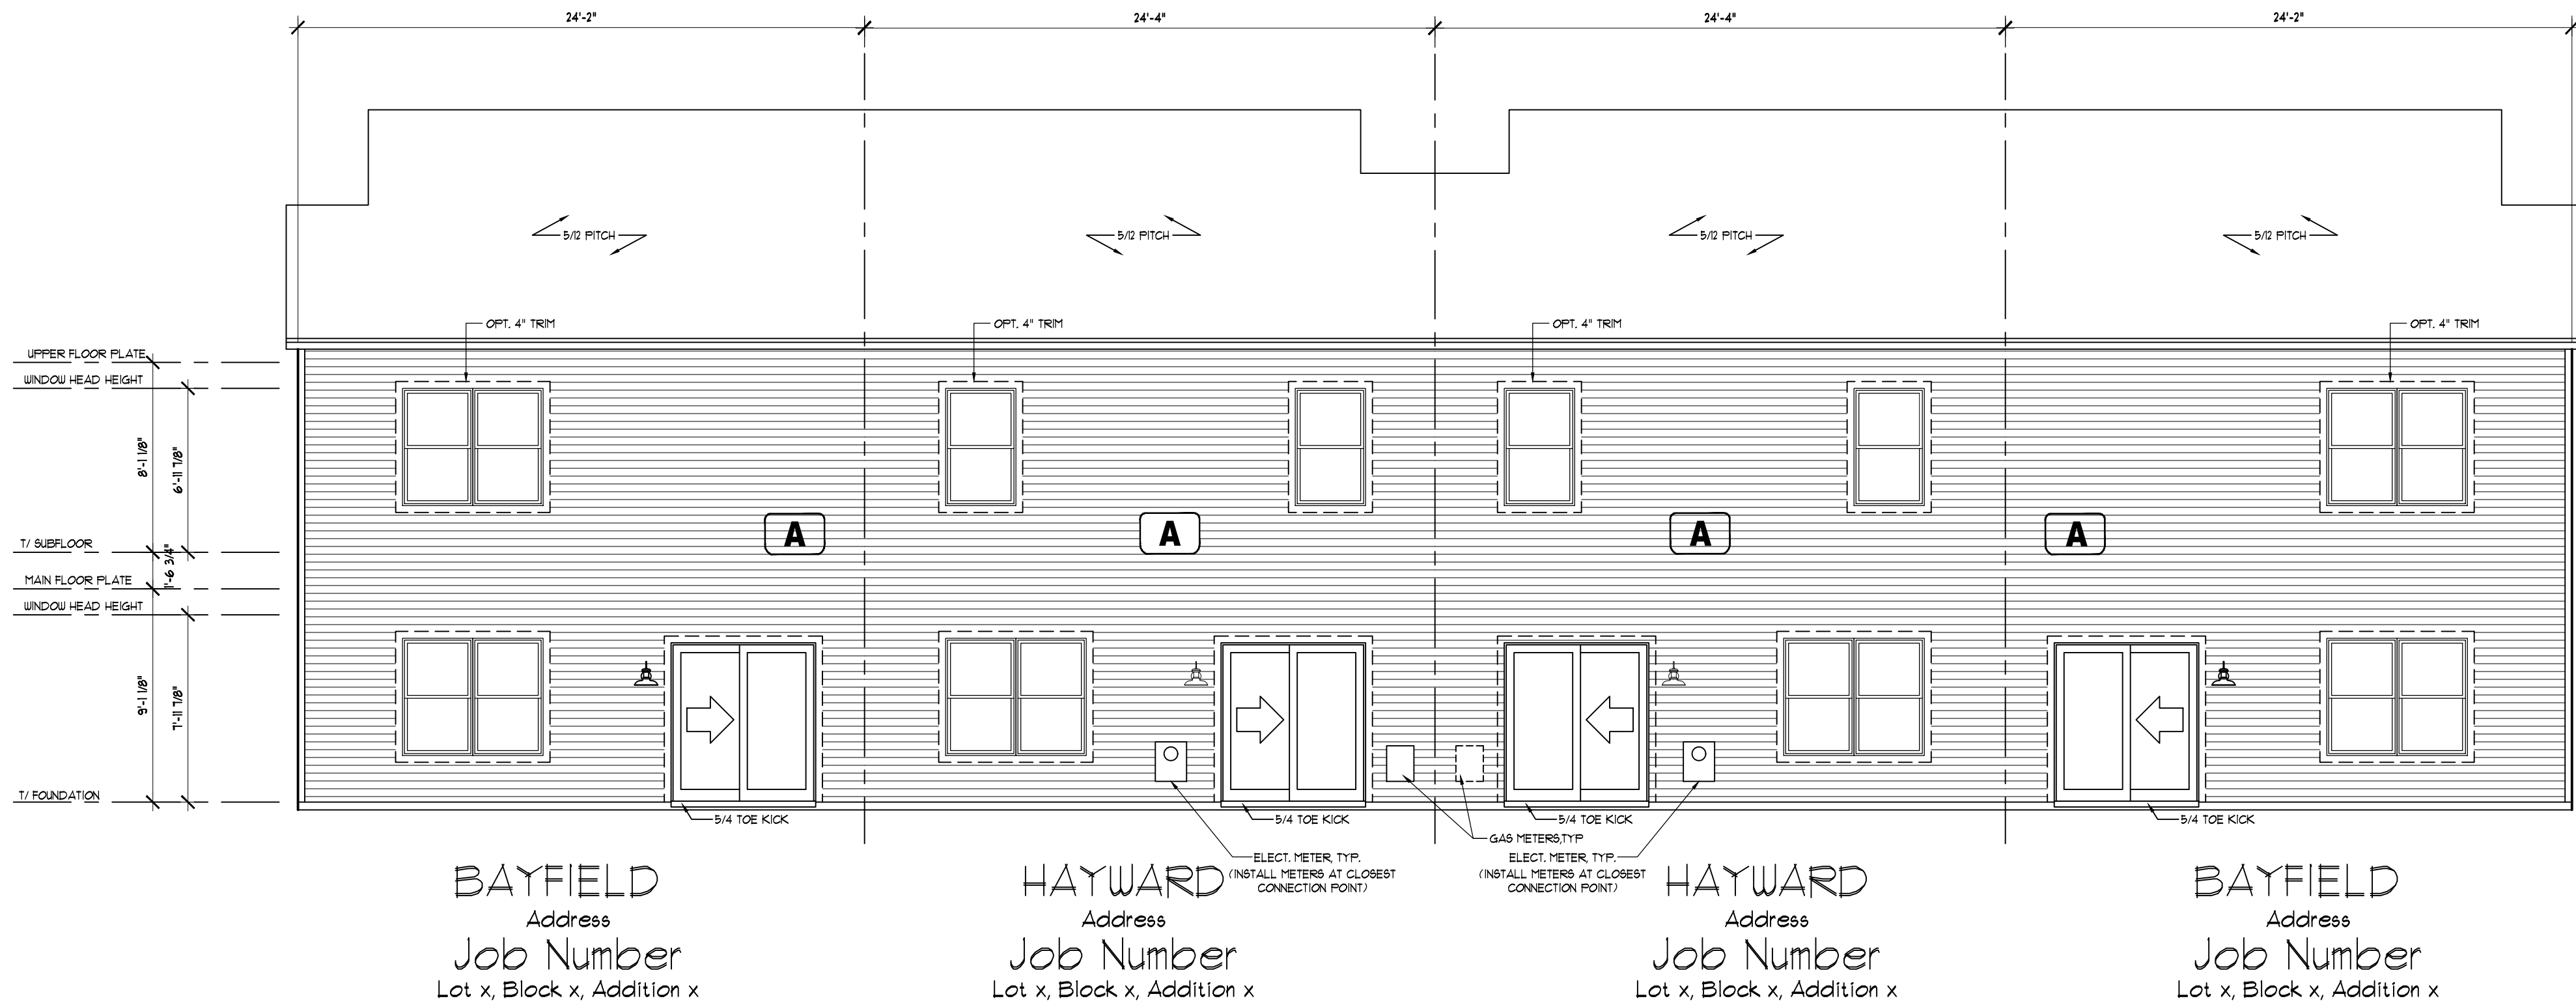 24'-2" 24'-4" 24'-4" 24'-2"
5/12 PITCH 5/12 PITCH 5/12 PITCH 5/12 PITCH
OPT. 4" TRIM OPT. 4" TRIM OPT. 4" TRIM OPT. 4" TRIM
UPPER FLOOR PLATE
WINDOW HEAD HEIGHT
8'-1 1/8" 6'-11 7/8"
A A A A
T/ SUBFLOOR
1'-6 3/4"
MAIN FLOOR PLATE
WINDOW HEAD HEIGHT
9'-1 1/8" 7'-11 7/8"
T/ FOUNDATION
5/4 TOE KICK 5/4 TOE KICK 5/4 TOE KICK 5/4 TOE KICK
GAS METERS,TYP
ELECT. METER, TYP.
(INSTALL METERS AT CLOSEST
CONNECTION POINT)
ELECT. METER, TYP.
(INSTALL METERS AT CLOSEST
CONNECTION POINT)
BAYFIELD
Address
Job Number
Lot x, Block x, Addition x
HAYWARD
Address
Job Number
Lot x, Block x, Addition x
HAYWARD
Address
Job Number
Lot x, Block x, Addition x
BAYFIELD
Address
Job Number
Lot x, Block x, Addition x